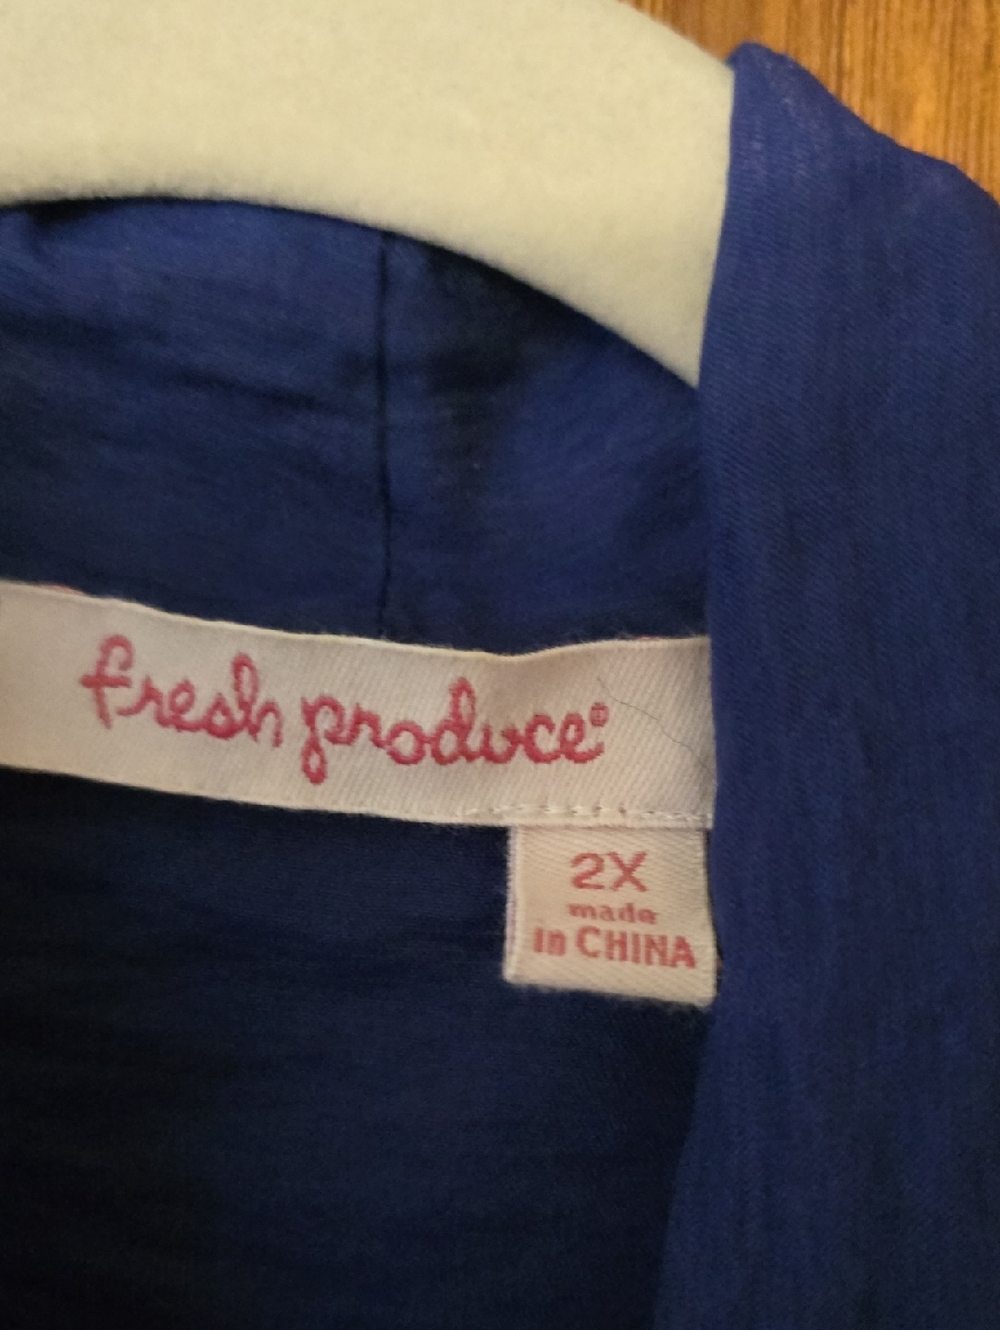 fresh produce®
2X
made
in CHINA